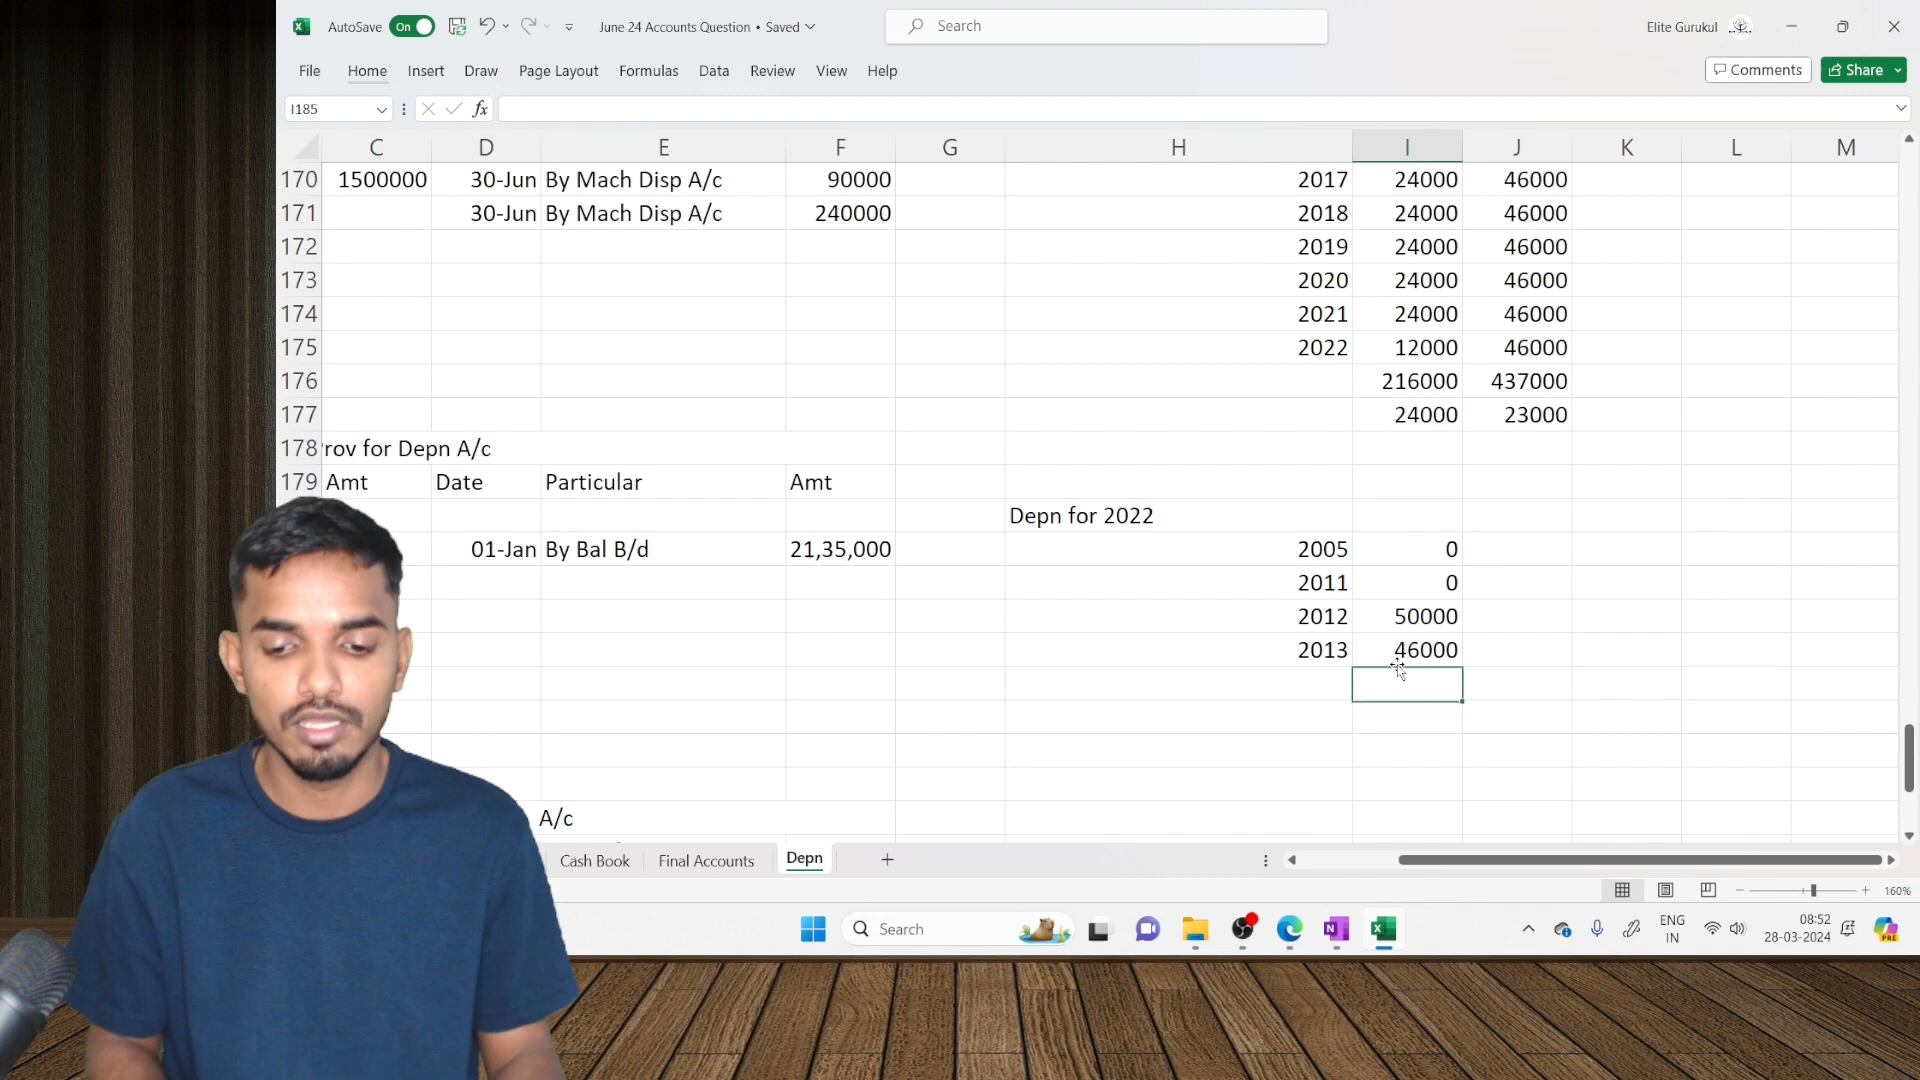 AutoSave On June 24 Accounts Question • Saved Search Elite Gurukul
File Home Insert Draw Page Layout Formulas Data Review View Help Comments Share
I185 fx
C D E F G H I J K L M
170 1500000 30-Jun By Mach Disp A/c 90000 2017 24000 46000
171 30-Jun By Mach Disp A/c 240000 2018 24000 46000
172 2019 24000 46000
173 2020 24000 46000
174 2021 24000 46000
175 2022 12000 46000
176 216000 437000
177 24000 23000
178 rov for Depn A/c
179 Amt Date Particular Amt
Depn for 2022
01-Jan By Bal B/d 21,35,000 2005 0
2011 0
2012 50000
2013 46000
A/c
Cash Book Final Accounts Depn
160%
Search ENG 08:52
IN 28-03-2024
PRE